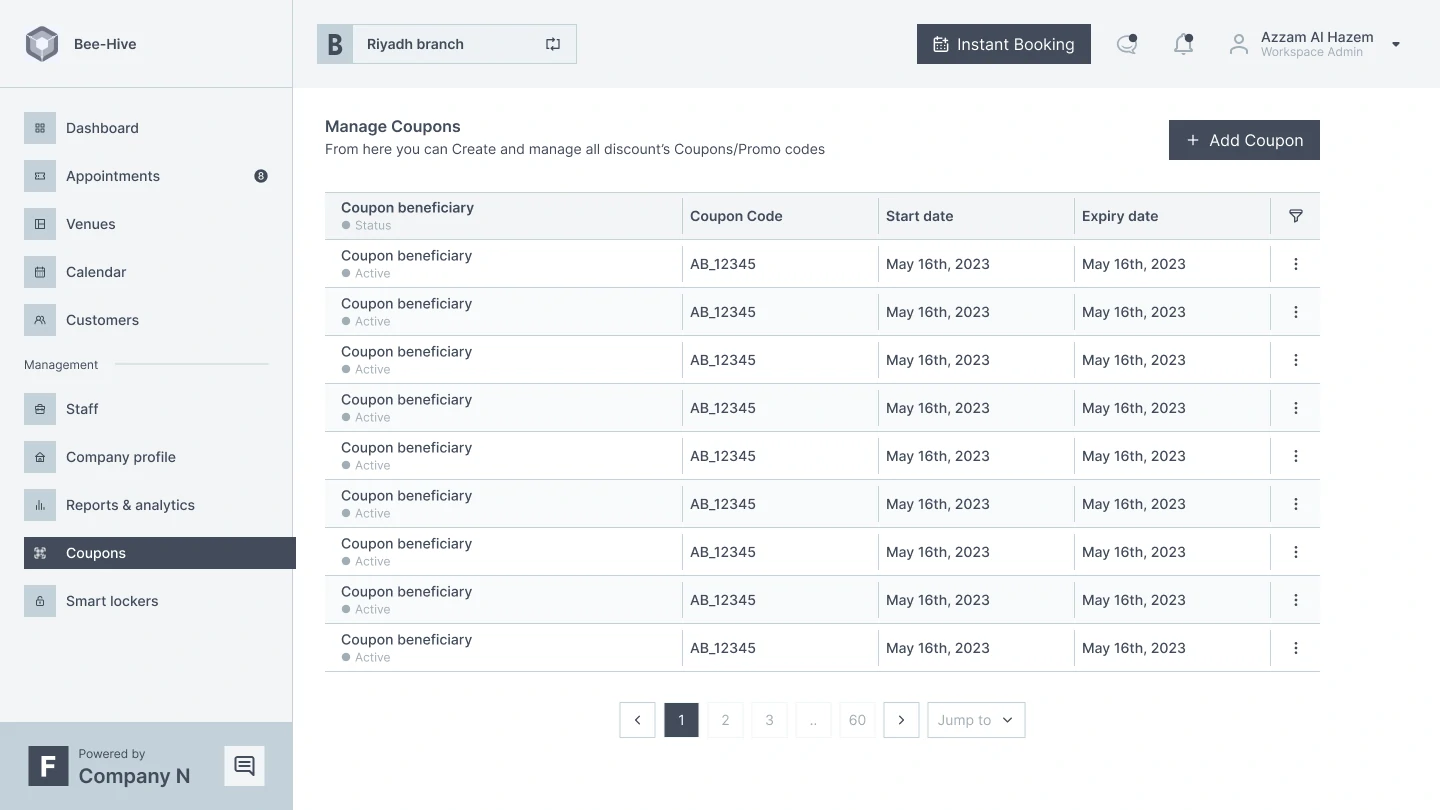 Bee-Hive
B
Riyadh branch
Instant Booking
Azzam Al Hazem
Workspace Admin
Dashboard
Appointments
8
Venues
Calendar
Customers
Management
Staff
Company profile
Reports & analytics
Coupons
Smart lockers
F
Powered by
Company N
Manage Coupons
From here you can Create and manage all discount’s Coupons/Promo codes
+ Add Coupon
Coupon beneficiary
Status
Coupon Code
Start date
Expiry date
Coupon beneficiary
Active
AB_12345
May 16th, 2023
May 16th, 2023
Coupon beneficiary
Active
AB_12345
May 16th, 2023
May 16th, 2023
Coupon beneficiary
Active
AB_12345
May 16th, 2023
May 16th, 2023
Coupon beneficiary
Active
AB_12345
May 16th, 2023
May 16th, 2023
Coupon beneficiary
Active
AB_12345
May 16th, 2023
May 16th, 2023
Coupon beneficiary
Active
AB_12345
May 16th, 2023
May 16th, 2023
Coupon beneficiary
Active
AB_12345
May 16th, 2023
May 16th, 2023
Coupon beneficiary
Active
AB_12345
May 16th, 2023
May 16th, 2023
Coupon beneficiary
Active
AB_12345
May 16th, 2023
May 16th, 2023
1
2
3
..
60
Jump to